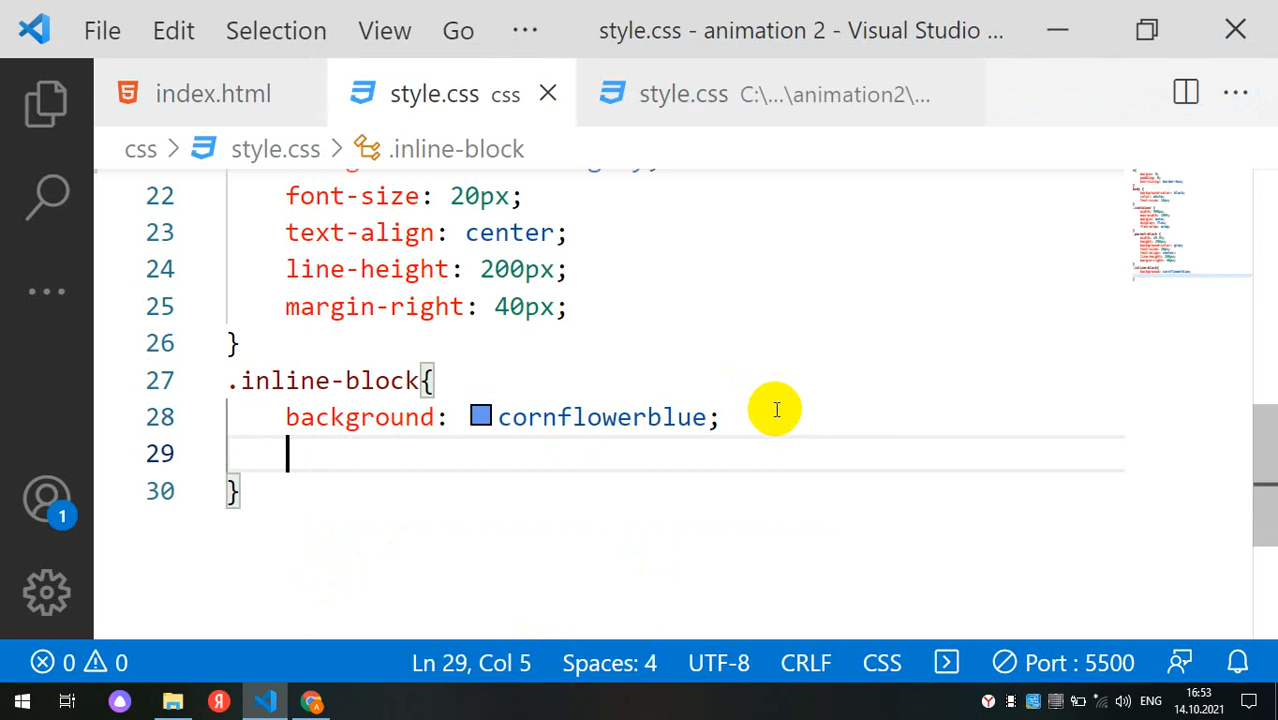 File Edit Selection View Go ··· style.css - animation 2 - Visual Studio ...
index.html style.css css style.css C:\...\animation2\...
css > style.css > .inline-block
22 font-size: 20px;
23 text-align: center;
24 line-height: 200px;
25 margin-right: 40px;
26 }
27 .inline-block{
28 background: cornflowerblue;
29
30 }
1
0 0 Ln 29, Col 5 Spaces: 4 UTF-8 CRLF CSS Port : 5500
ENG 16:53
14.10.2021